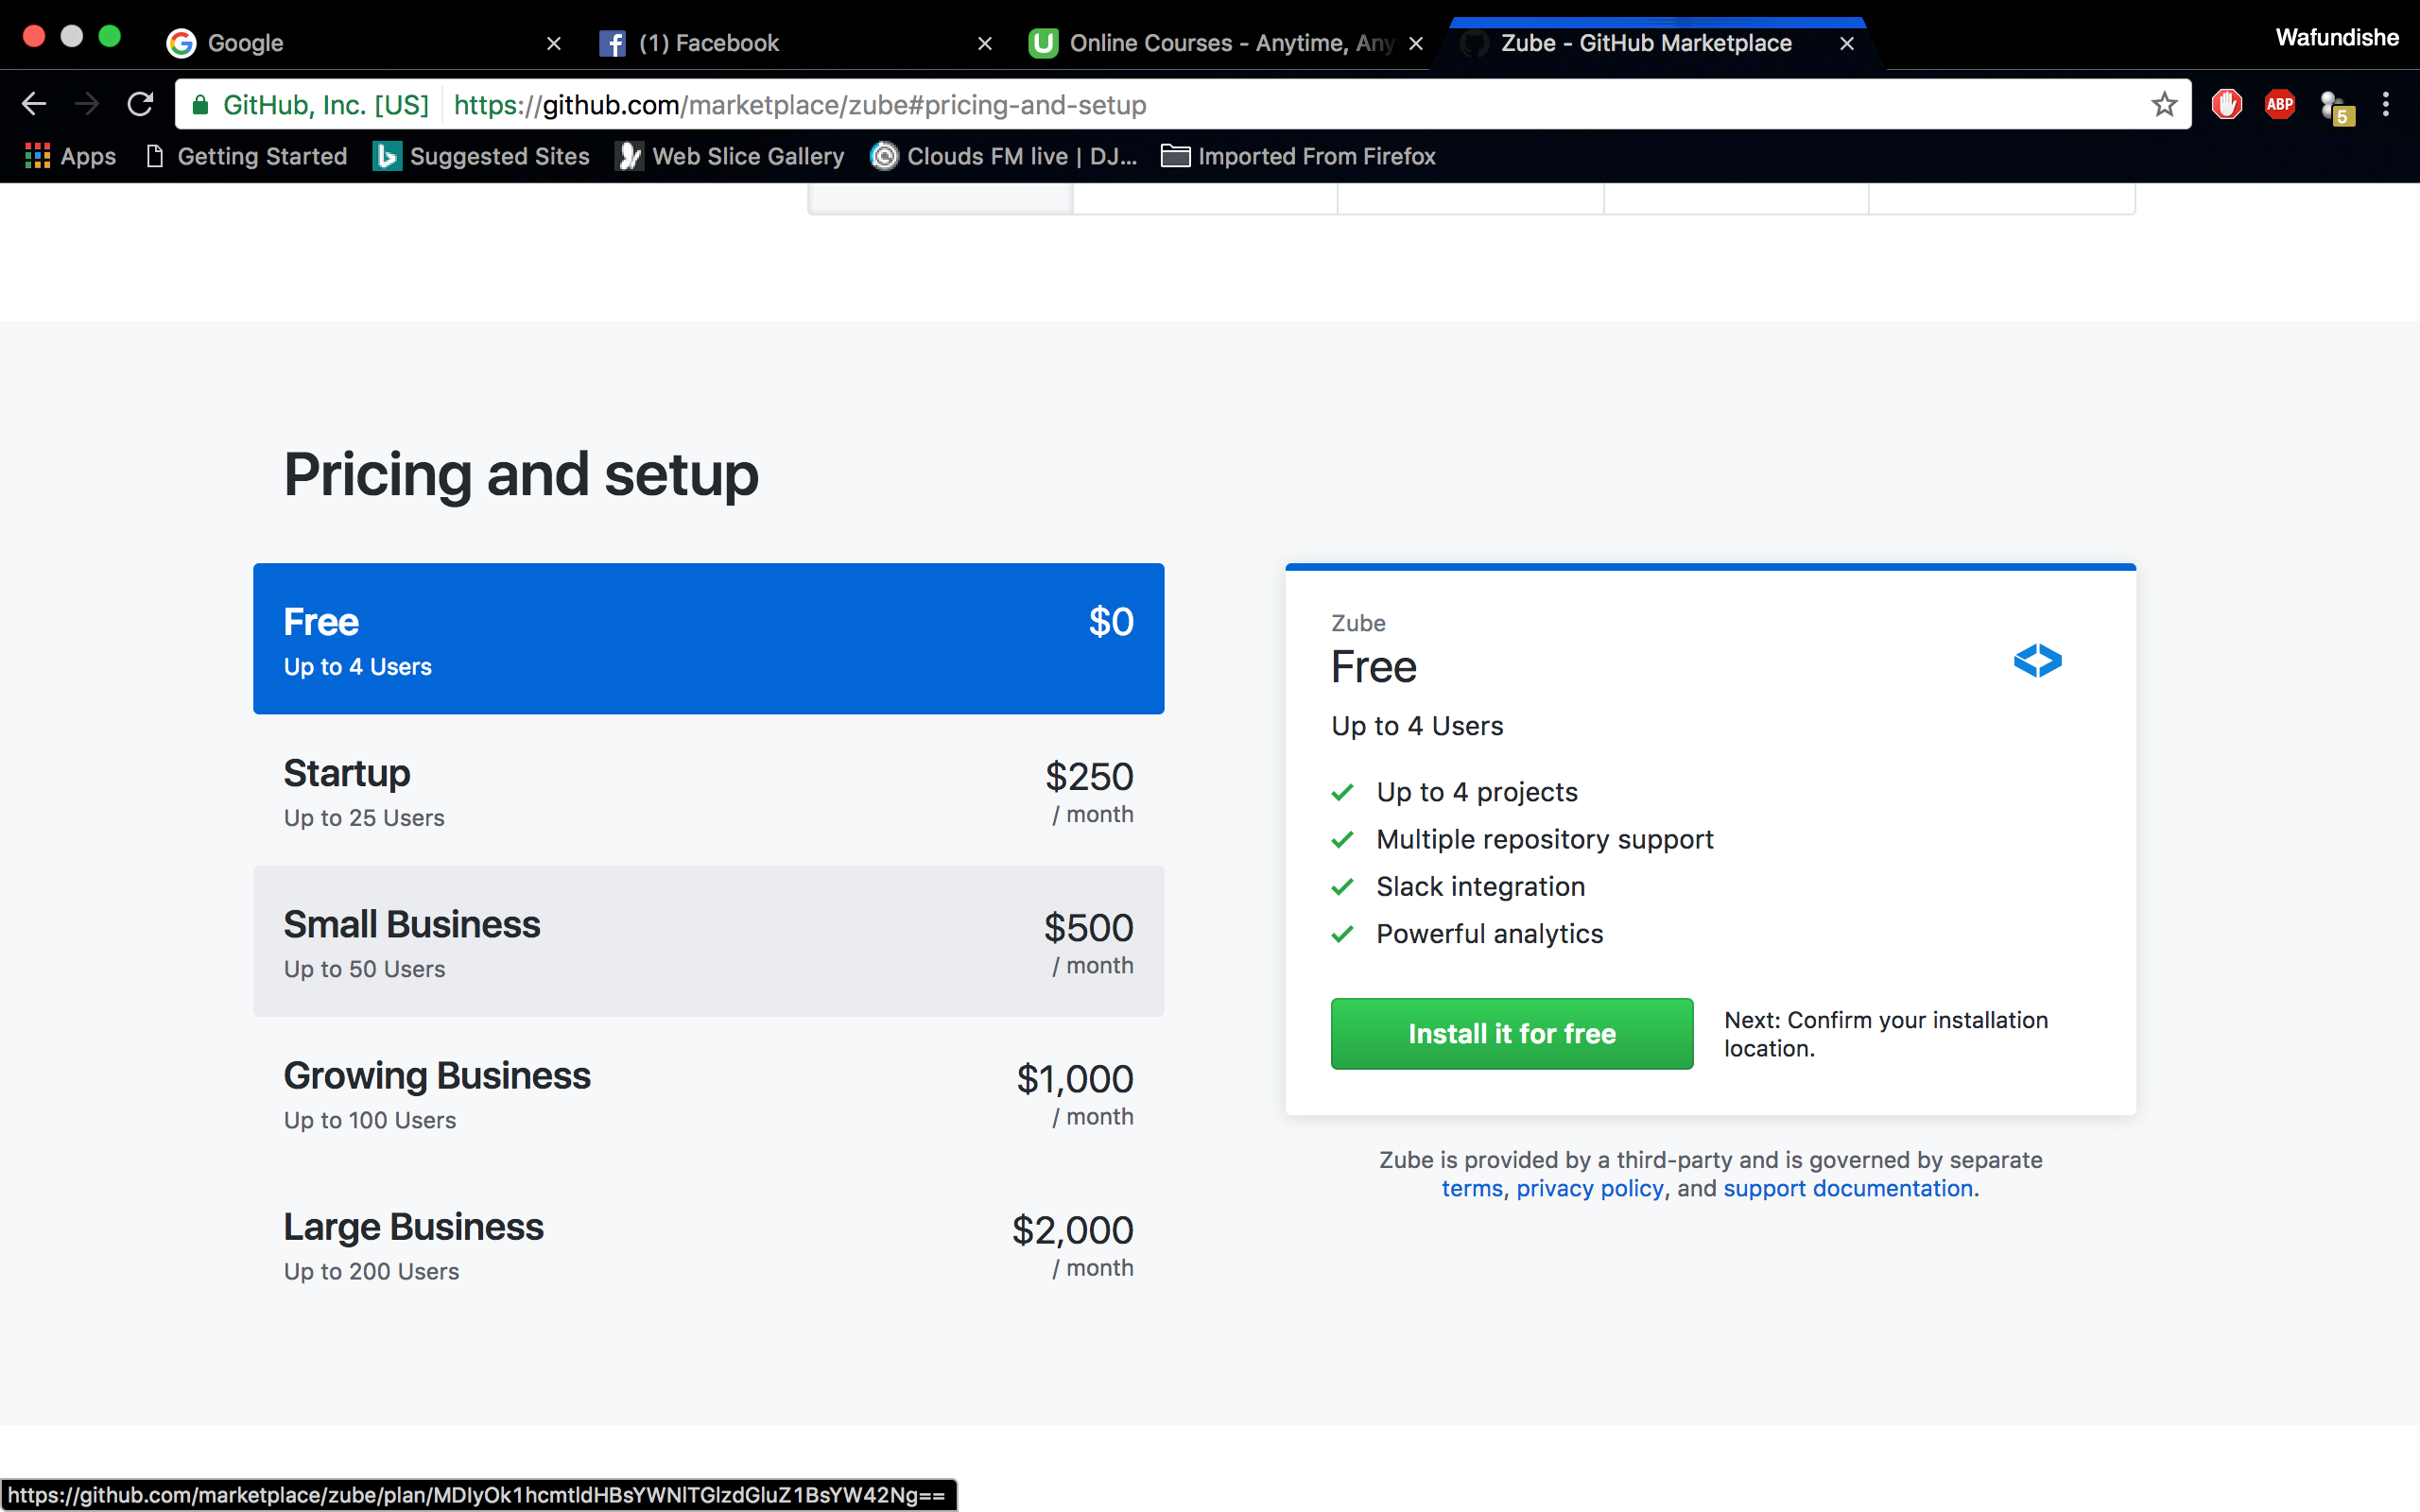 Google
(1) Facebook
Online Courses - Anytime, Any
Zube - GitHub Marketplace
Wafundishe
GitHub, Inc. [US]
https://github.com/marketplace/zube#pricing-and-setup
ABP
5
Apps
Getting Started
Suggested Sites
Web Slice Gallery
Clouds FM live | DJ...
Imported From Firefox
Pricing and setup
Free
$0
Up to 4 Users
Startup
$250
Up to 25 Users
/ month
Small Business
$500
Up to 50 Users
/ month
Growing Business
$1,000
Up to 100 Users
/ month
Large Business
$2,000
Up to 200 Users
/ month
Zube
Free
Up to 4 Users
Up to 4 projects
Multiple repository support
Slack integration
Powerful analytics
Install it for free
Next: Confirm your installation
location.
Zube is provided by a third-party and is governed by separate
terms, privacy policy, and support documentation.
https://github.com/marketplace/zube/plan/MDIyOk1hcmtldHBsYWNlTGlzdGluZ1BsYW42Ng==